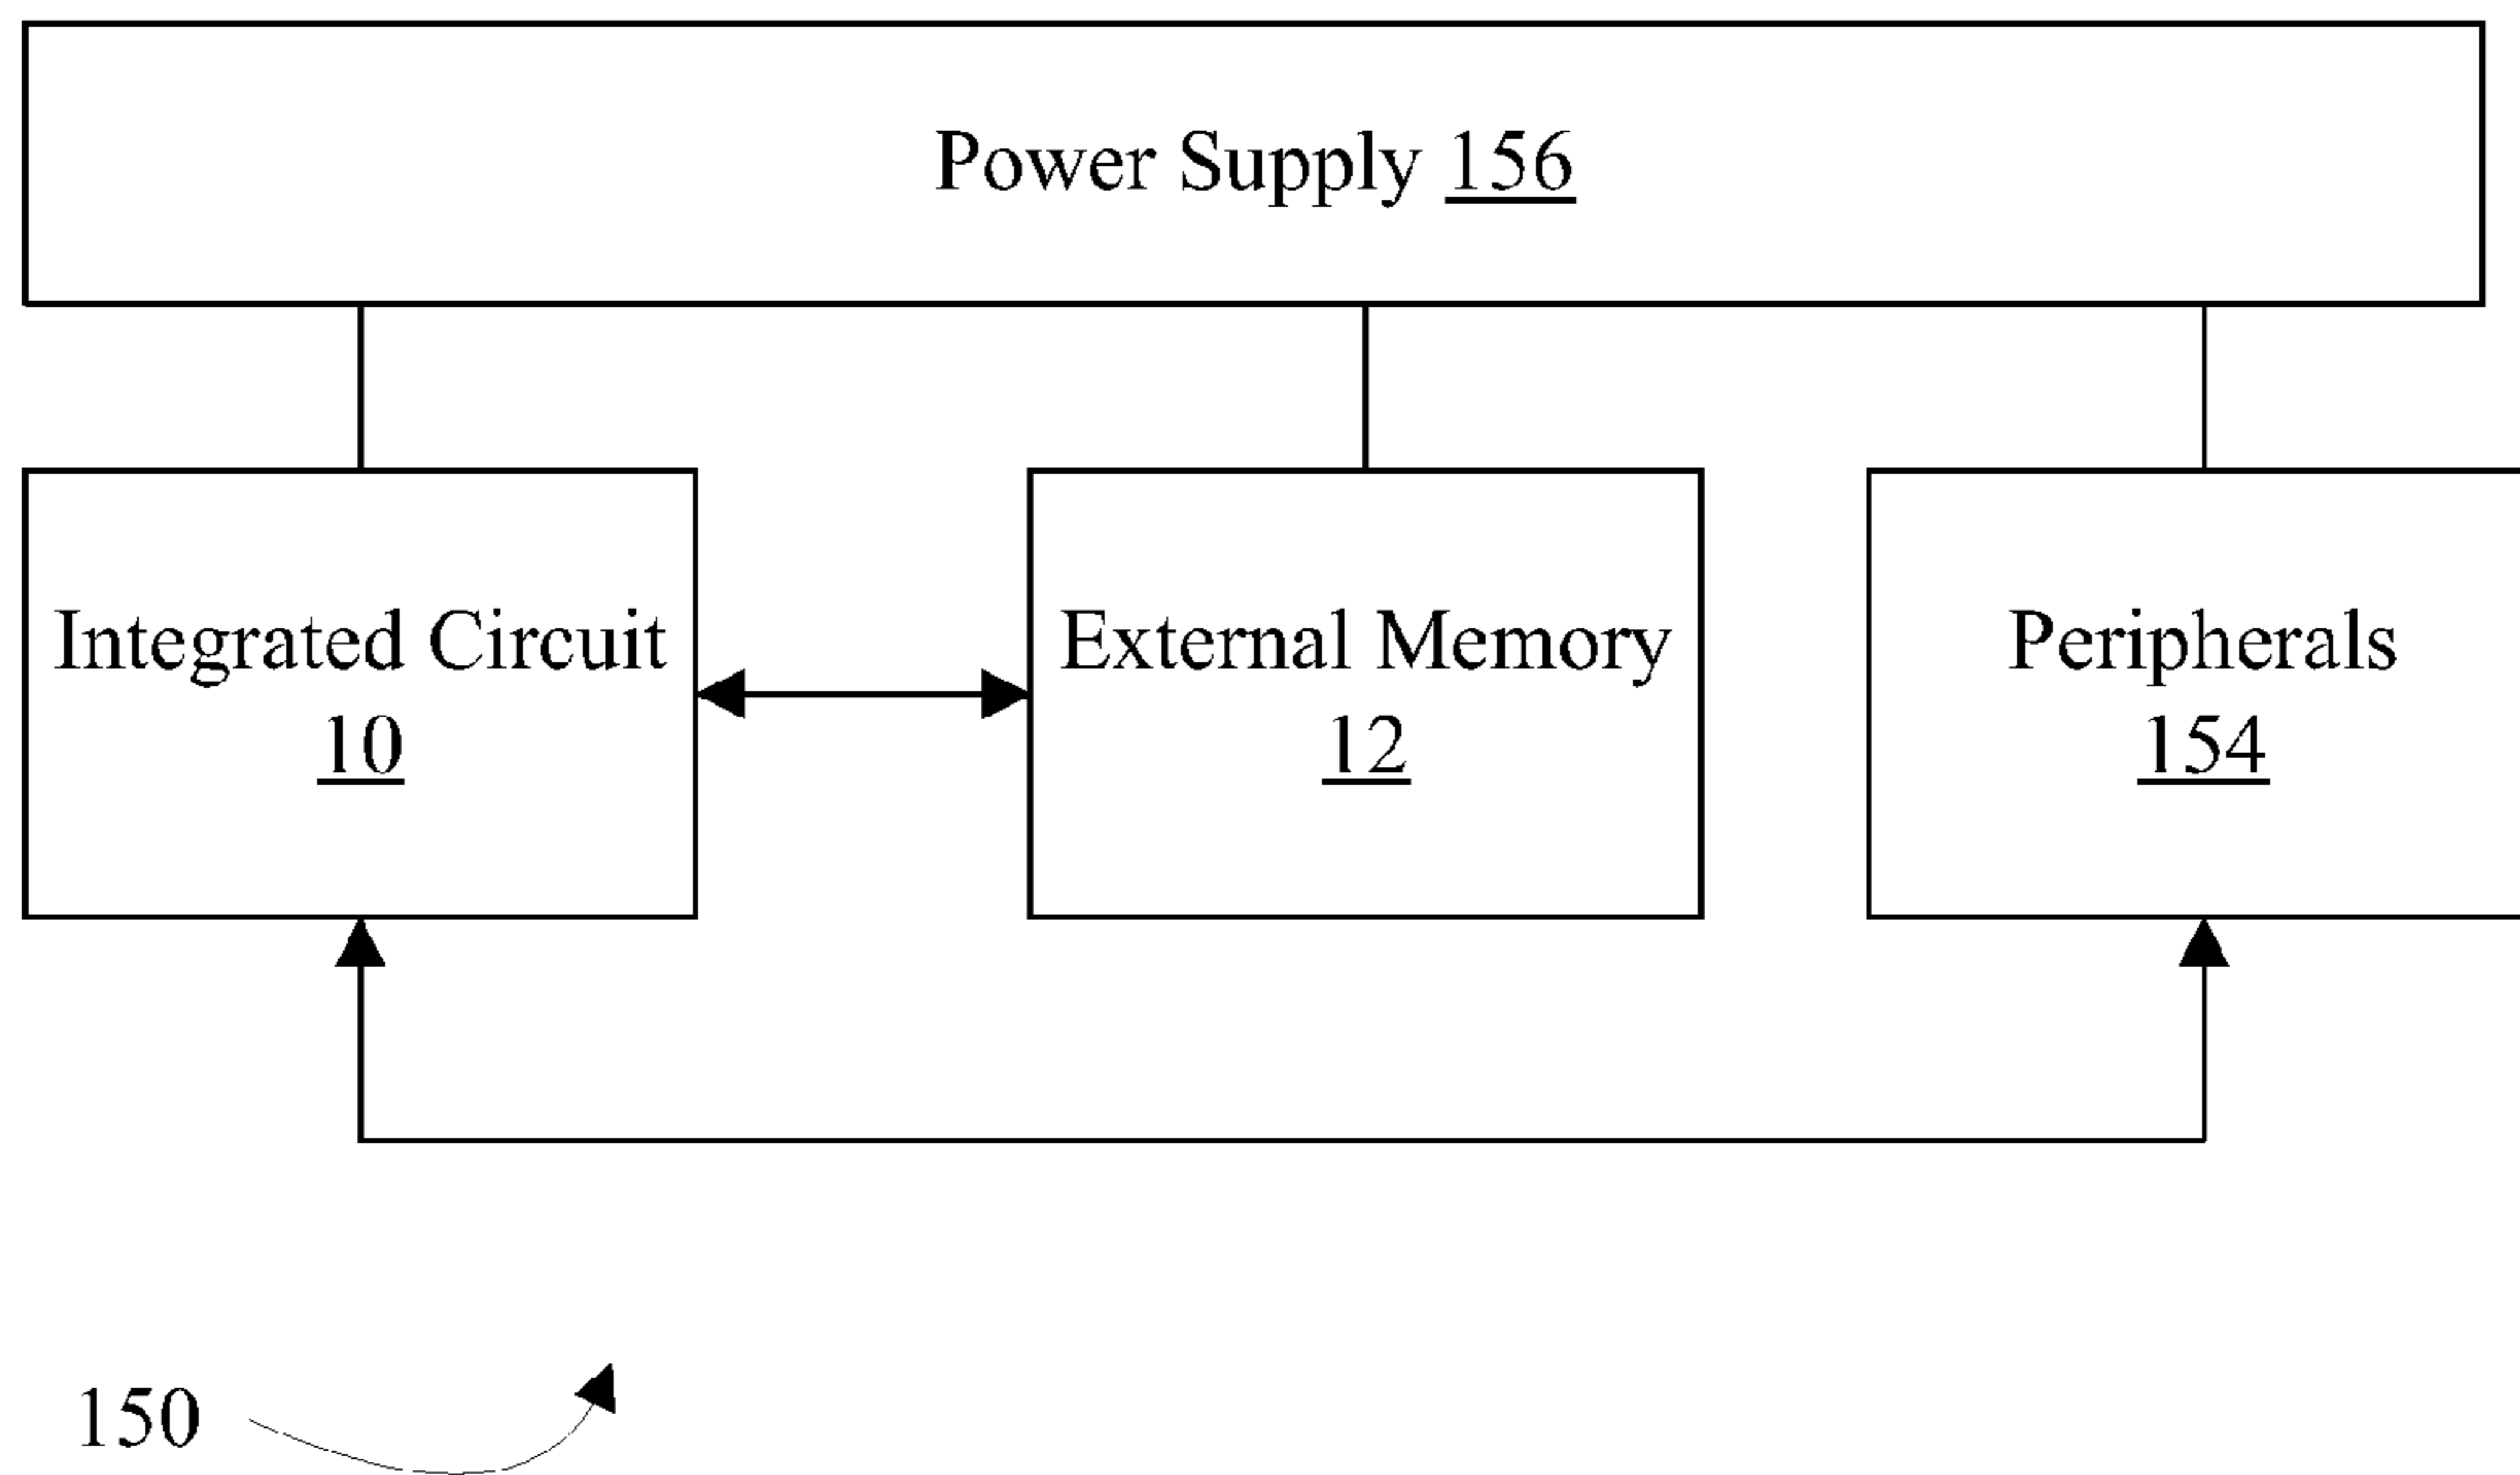 Power Supply 156
Integrated Circuit
10
External Memory
12
Peripherals
154
150